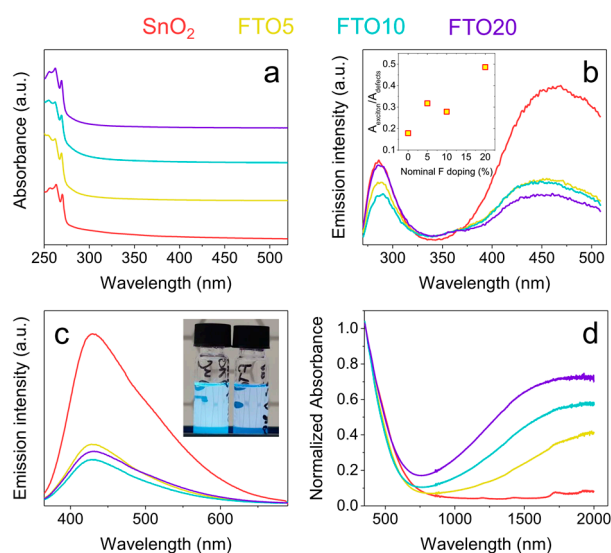 SnO₂ FTO5 FTO10 FTO20
a
Absorbance (a.u.)
250 300 350 400 450 500
Wavelength (nm)
b
Emission intensity (a.u.)
300 350 400 450 500
Wavelength (nm)
A_exciton/A_defects
0.5
0.4
0.3
0.2
0.1
0 5 10 15 20
Nominal F doping (%)
c
Emission intensity (a.u.)
400 500 600
Wavelength (nm)
d
Normalized Absorbance
1.0
0.8
0.6
0.4
0.2
0.0
500 1000 1500 2000
Wavelength (nm)